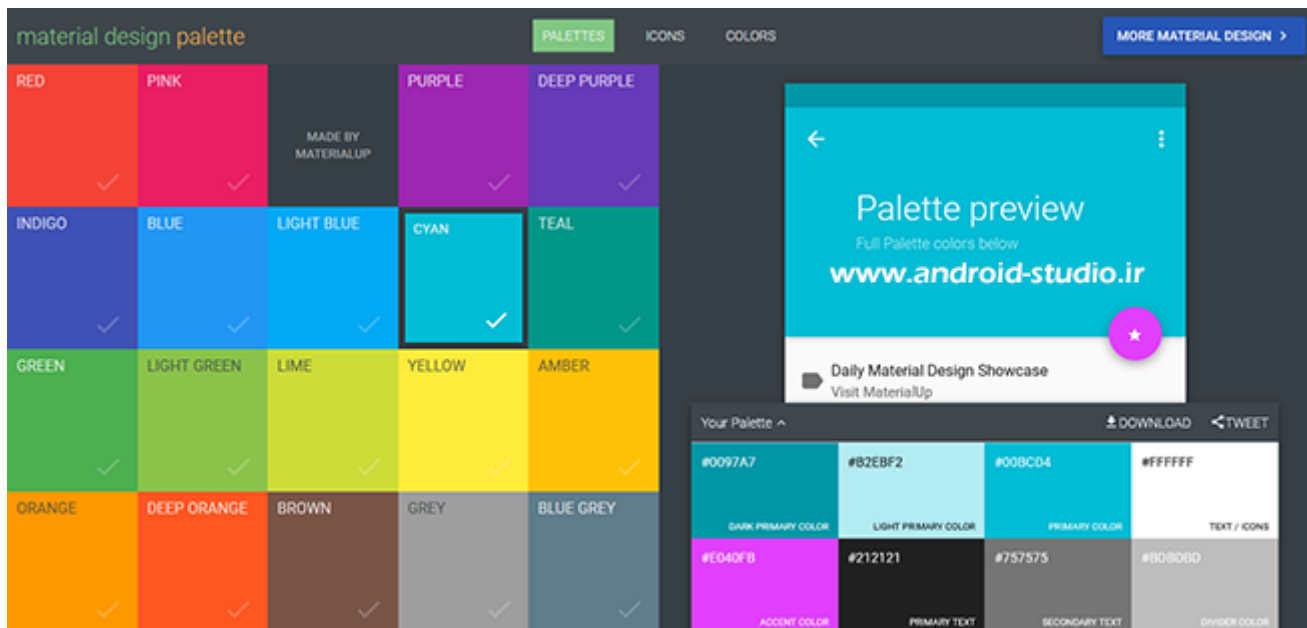 material design palette
PALETTES
ICONS
COLORS
MORE MATERIAL DESIGN >
RED
PINK
MADE BY
MATERIALUP
PURPLE
DEEP PURPLE
INDIGO
BLUE
LIGHT BLUE
CYAN
TEAL
GREEN
LIGHT GREEN
LIME
YELLOW
AMBER
ORANGE
DEEP ORANGE
BROWN
GREY
BLUE GREY
Palette preview
Full Palette colors below
www.android-studio.ir
Daily Material Design Showcase
Visit MaterialUp
Your Palette
DOWNLOAD
TWEET
#0097A7
#B2EBF2
#00BCD4
#FFFFFF
DARK PRIMARY COLOR
LIGHT PRIMARY COLOR
PRIMARY COLOR
TEXT / ICONS
#E040FB
#212121
#757575
#BDBDBD
ACCENT COLOR
PRIMARY TEXT
SECONDARY TEXT
DIVIDER COLOR